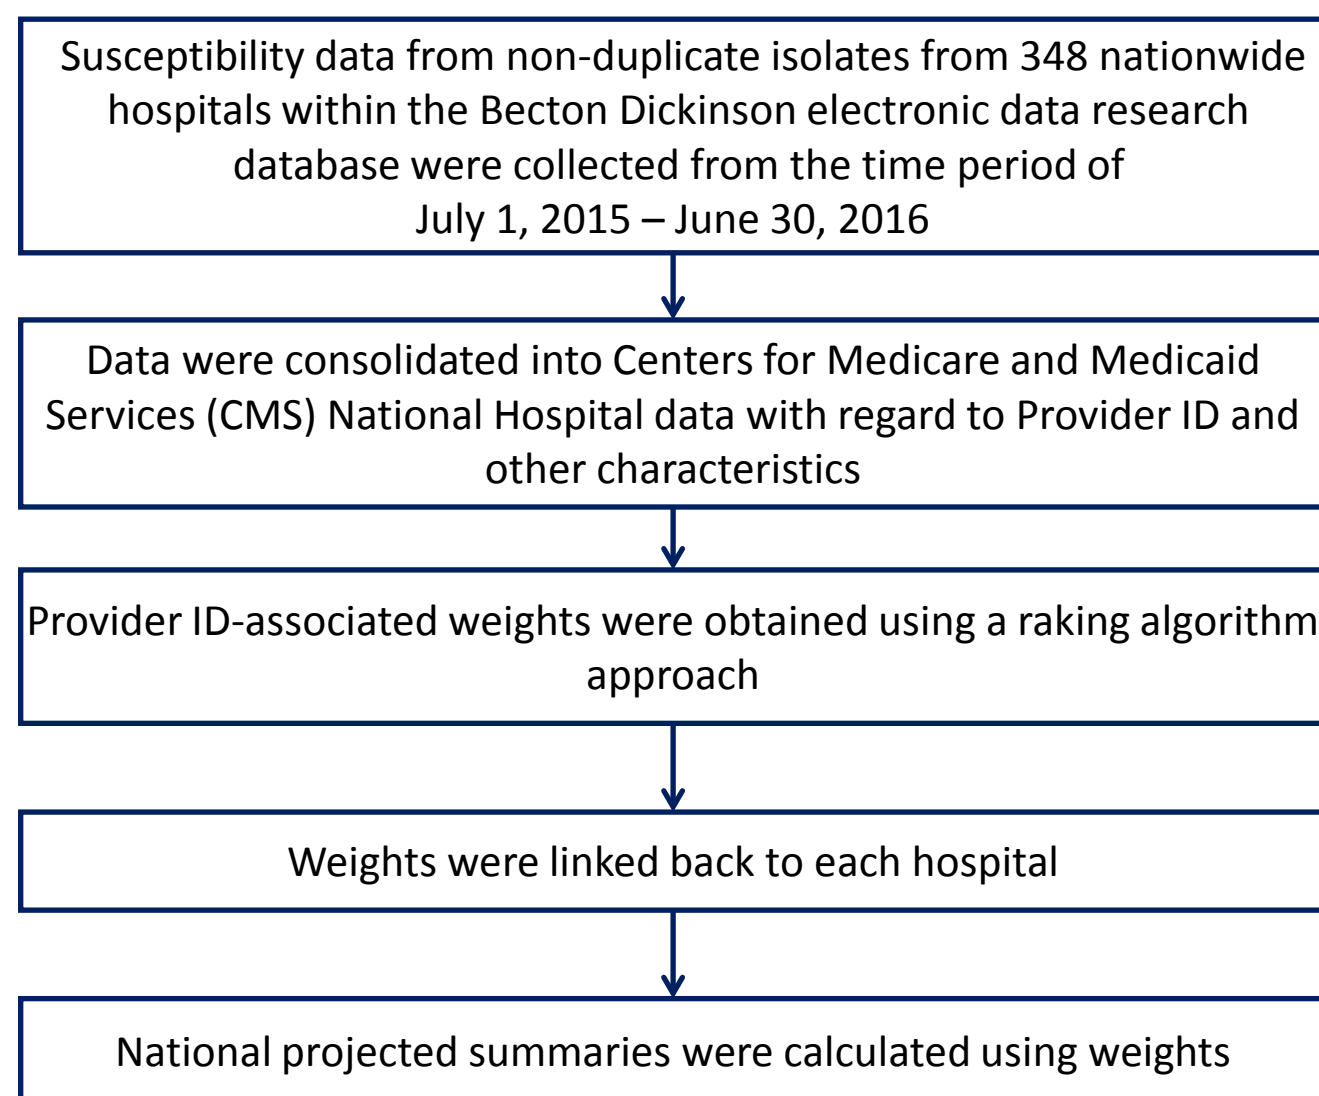 Susceptibility data from non-duplicate isolates from 348 nationwide
hospitals within the Becton Dickinson electronic data research
database were collected from the time period of
July 1, 2015 – June 30, 2016
Data were consolidated into Centers for Medicare and Medicaid
Services (CMS) National Hospital data with regard to Provider ID and
other characteristics
Provider ID-associated weights were obtained using a raking algorithm
approach
Weights were linked back to each hospital
National projected summaries were calculated using weights